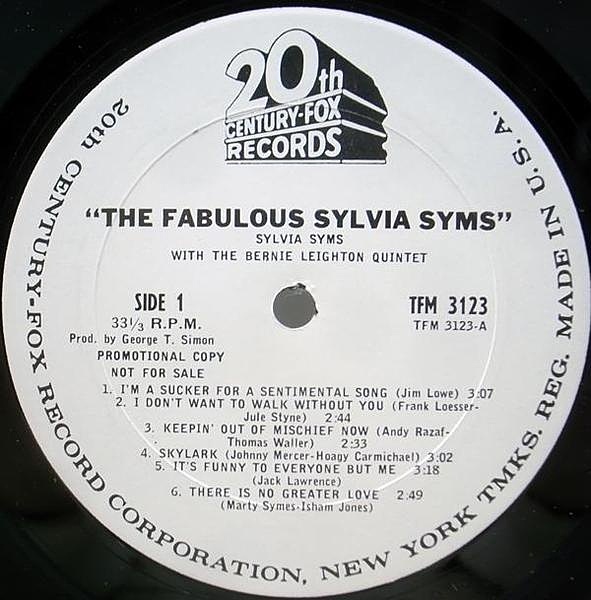 20th
CENTURY-FOX
RECORDS
"THE FABULOUS SYLVIA SYMS"
SYLVIA SYMS
WITH THE BERNIE LEIGHTON QUINTET
SIDE 1
33⅓ R.P.M.
Prod. by George T. Simon
PROMOTIONAL COPY
NOT FOR SALE
TFM 3123
TFM 3123-A
1. I'M A SUCKER FOR A SENTIMENTAL SONG (Jim Lowe) 3:07
2. I DON'T WANT TO WALK WITHOUT YOU (Frank Loesser-
Jule Styne) 2:44
3. KEEPIN' OUT OF MISCHIEF NOW (Andy Razaf-
Thomas Waller) 2:33
4. SKYLARK (Johnny Mercer-Hoagy Carmichael) 3:02
5. IT'S FUNNY TO EVERYONE BUT ME 3:18
(Jack Lawrence)
6. THERE IS NO GREATER LOVE 2:49
(Marty Symes-Isham Jones)
20th CENTURY-FOX RECORD CORPORATION, NEW YORK TMKS. REG. MADE IN U.S.A.